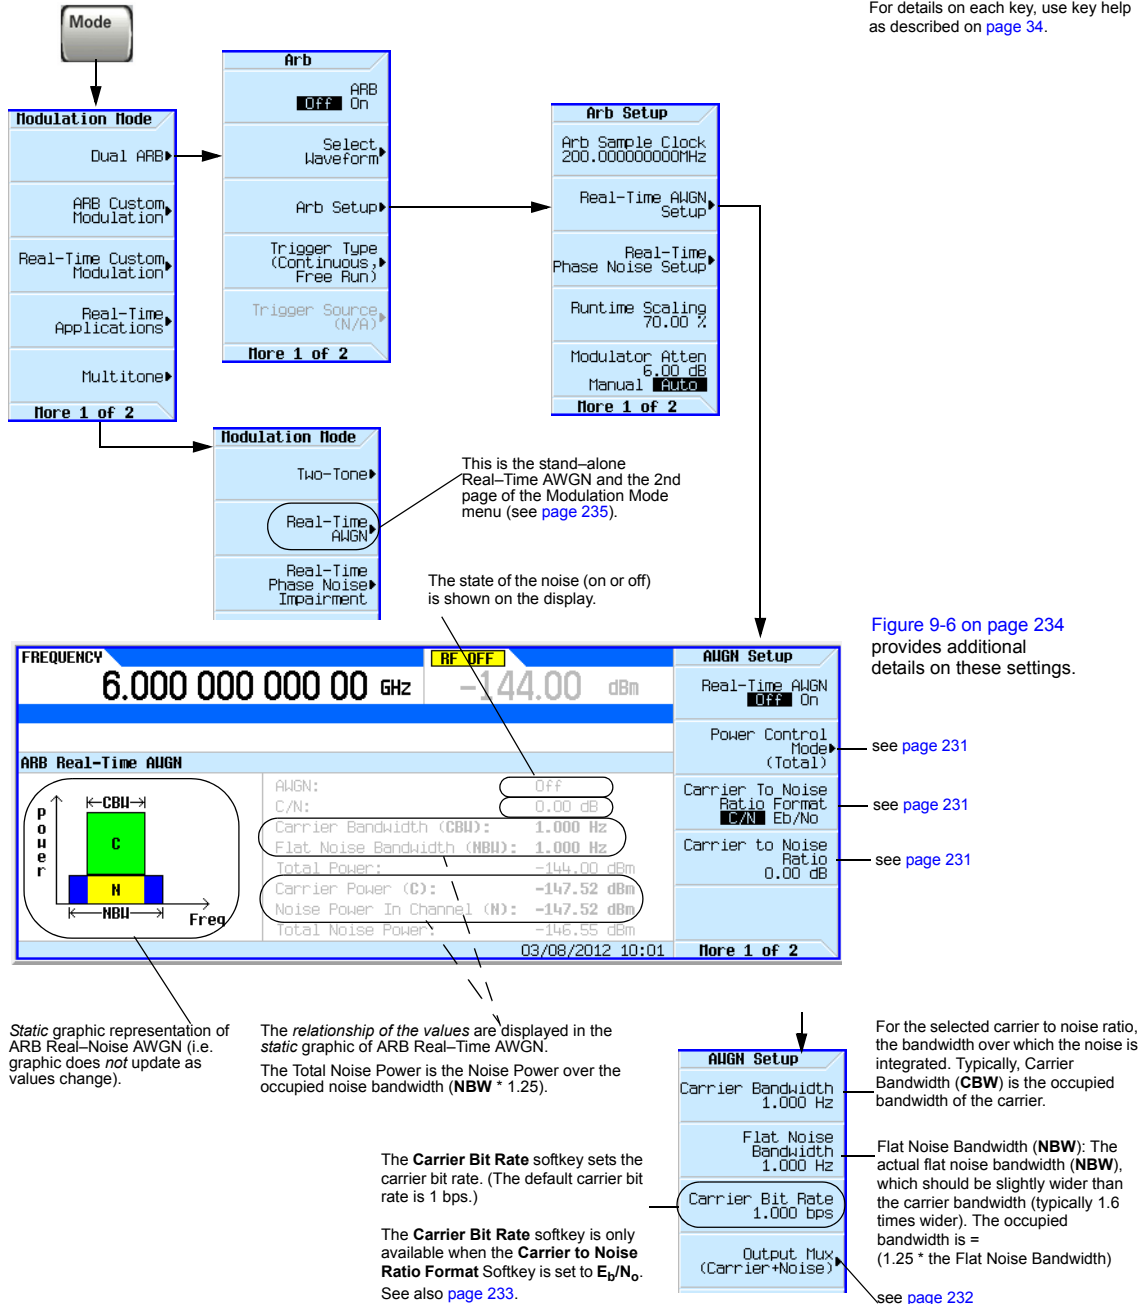 For details on each key, use key help
as described on page 34.
Mode
Modulation Mode
Dual ARB
ARB Custom
Modulation
Real-Time Custom
Modulation
Real-Time
Applications
Multitone
More 1 of 2
Arb
ARB
Off On
Select
Waveform
Arb Setup
Trigger Type
(Continuous,
Free Run)
Trigger Source
(N/A)
More 1 of 2
Arb Setup
Arb Sample Clock
200.000000000MHz
Real-Time AWGN
Setup
Real-Time
Phase Noise Setup
Runtime Scaling
70.00 %
Modulator Atten
6.00 dB
Manual Auto
More 1 of 2
Modulation Mode
Two-Tone
Real-Time
AWGN
Real-Time
Phase Noise
Impairment
This is the stand–alone
Real–Time AWGN and the 2nd
page of the Modulation Mode
menu (see page 235).
The state of the noise (on or off)
is shown on the display.
Figure 9-6 on page 234
provides additional
details on these settings.
FREQUENCY
6.000 000 000 00 GHz
RF OFF
-144.00 dBm
ARB Real-Time AWGN
Power
CBW
C
N
NBW
Freq
AWGN: Off
C/N: 0.00 dB
Carrier Bandwidth (CBW): 1.000 Hz
Flat Noise Bandwidth (NBW): 1.000 Hz
Total Power: -144.00 dBm
Carrier Power (C): -147.52 dBm
Noise Power In Channel (N): -147.52 dBm
Total Noise Power: -146.55 dBm
03/08/2012 10:01
AWGN Setup
Real-Time AWGN
Off On
Power Control
Mode
(Total)
Carrier To Noise
Ratio Format
C/N Eb/No
Carrier to Noise
Ratio
0.00 dB
More 1 of 2
see page 231
see page 231
see page 231
Static graphic representation of
ARB Real–Noise AWGN (i.e.
graphic does not update as
values change).
The relationship of the values are displayed in the
static graphic of ARB Real–Time AWGN.
The Total Noise Power is the Noise Power over the
occupied noise bandwidth (NBW * 1.25).
AWGN Setup
Carrier Bandwidth
1.000 Hz
Flat Noise
Bandwidth
1.000 Hz
Carrier Bit Rate
1.000 bps
Output Mux
(Carrier+Noise)
For the selected carrier to noise ratio,
the bandwidth over which the noise is
integrated. Typically, Carrier
Bandwidth (CBW) is the occupied
bandwidth of the carrier.
Flat Noise Bandwidth (NBW): The
actual flat noise bandwidth (NBW),
which should be slightly wider than
the carrier bandwidth (typically 1.6
times wider). The occupied
bandwidth is =
(1.25 * the Flat Noise Bandwidth)
see page 232
The Carrier Bit Rate softkey sets the
carrier bit rate. (The default carrier bit
rate is 1 bps.)
The Carrier Bit Rate softkey is only
available when the Carrier to Noise
Ratio Format Softkey is set to Eb/No.
See also page 233.